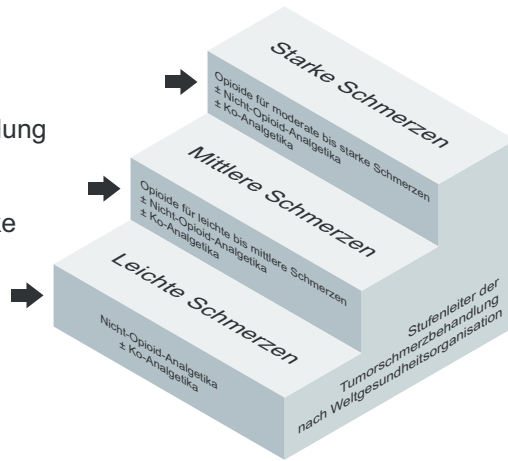 Starke Schmerzen
Opioide für moderate bis starke Schmerzen
± Nicht-Opioid-Analgetika
± Ko-Analgetika
lung
Mittlere Schmerzen
Opioide für leichte bis mittlere Schmerzen
± Nicht-Opioid-Analgetika
± Ko-Analgetika
ke
Leichte Schmerzen
Nicht-Opioid-Analgetika
± Ko-Analgetika
Stufenleiter der
Tumorschmerzbehandlung
nach Weltgesundheitsorganisation